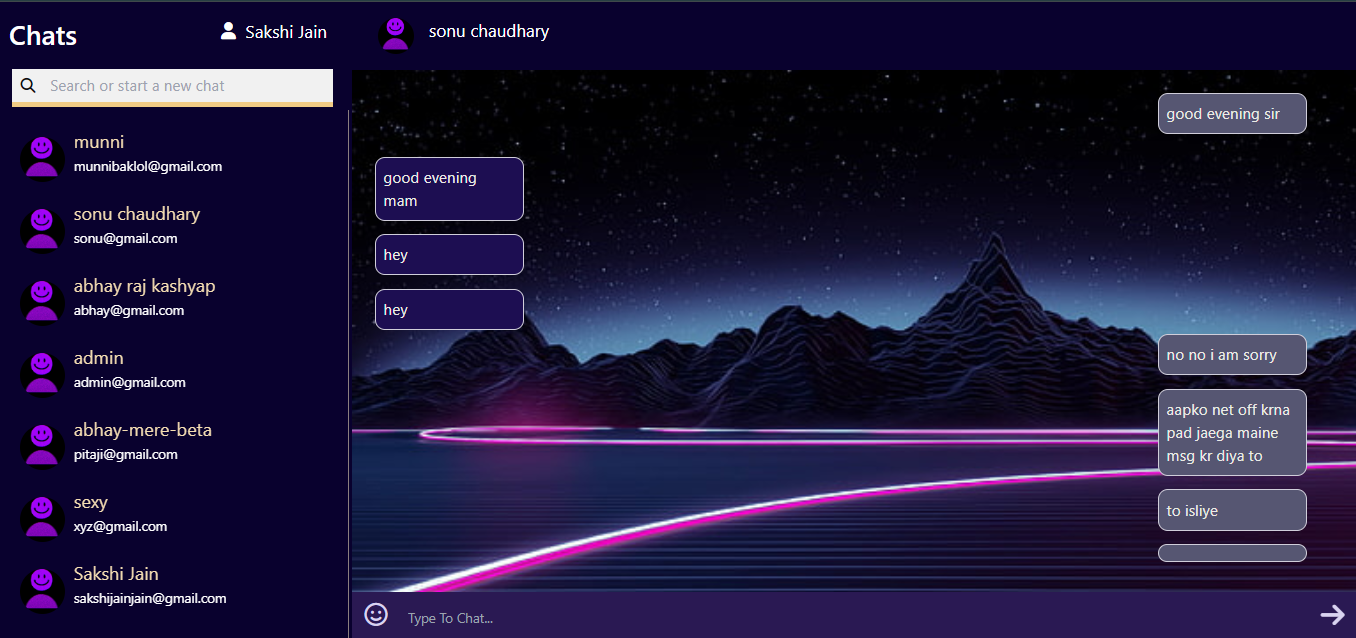 Chats
Sakshi Jain
Search or start a new chat
munni
munnibaklol@gmail.com
sonu chaudhary
sonu@gmail.com
abhay raj kashyap
abhay@gmail.com
admin
admin@gmail.com
abhay-mere-beta
pitaji@gmail.com
sexy
xyz@gmail.com
Sakshi Jain
sakshijainjain@gmail.com
sonu chaudhary
good evening sir
good evening
mam
hey
hey
no no i am sorry
aapko net off krna
pad jaega maine
msg kr diya to
to isliye
Type To Chat...